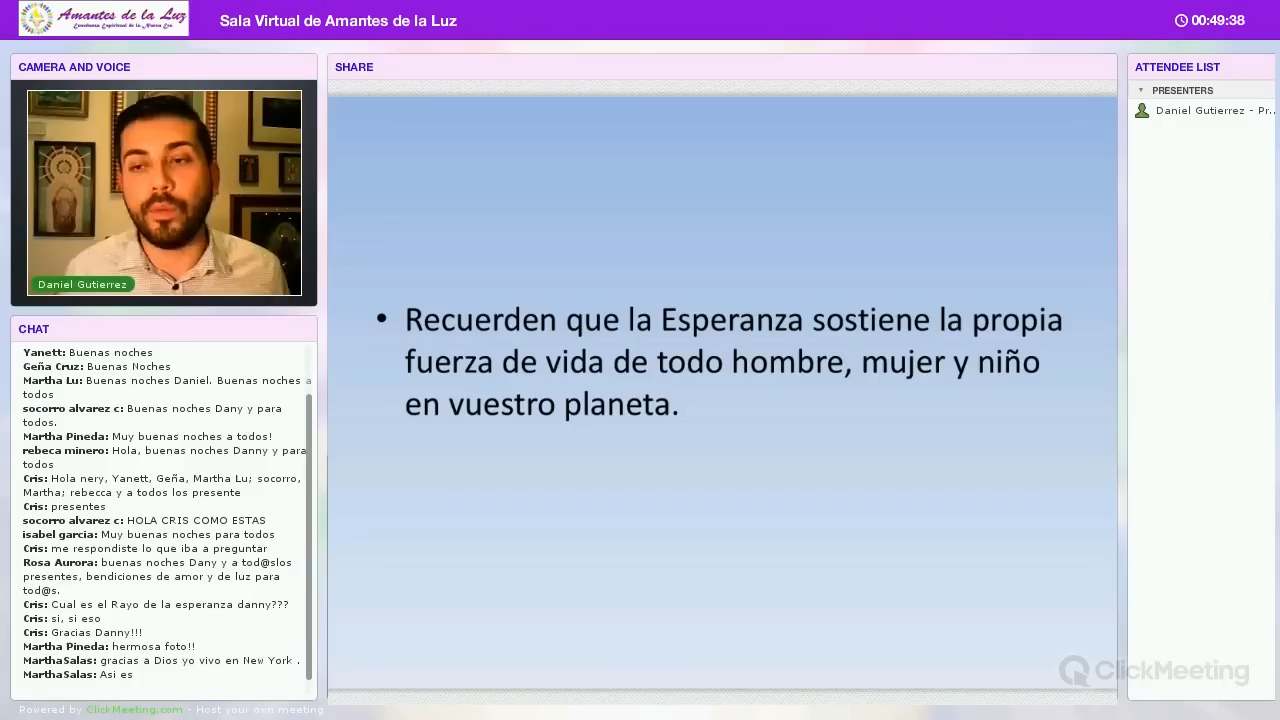 Amantes de la Luz
Enseñanza Espiritual de la Nueva Era
Sala Virtual de Amantes de la Luz
00:49:38
CAMERA AND VOICE
Daniel Gutierrez
CHAT
Yanett: Buenas noches
Geña Cruz: Buenas Noches
Martha Lu: Buenas noches Daniel. Buenas noches a
todos
socorro alvarez c: Buenas noches Dany y para
todos.
Martha Pineda: Muy buenas noches a todos!
rebeca minero: Hola, buenas noches Danny y para
todos
Cris: Hola nery, Yanett, Geña, Martha Lu; socorro,
Martha; rebecca y a todos los presente
Cris: presentes
socorro alvarez c: HOLA CRIS COMO ESTAS
isabel garcia: Muy buenas noches para todos
Cris: me respondiste lo que iba a preguntar
Rosa Aurora: buenas noches Dany y a tod@slos
presentes, bendiciones de amor y de luz para
tod@s.
Cris: Cual es el Rayo de la esperanza danny???
Cris: si, si eso
Cris: Gracias Danny!!!
Martha Pineda: hermosa foto!!
MarthaSalas: gracias a Dios yo vivo en New York .
MarthaSalas: Asi es
Powered by ClickMeeting.com - Host your own meeting
SHARE
• Recuerden que la Esperanza sostiene la propia
fuerza de vida de todo hombre, mujer y niño
en vuestro planeta.
ClickMeeting
ATTENDEE LIST
PRESENTERS
Daniel Gutierrez - Pr...